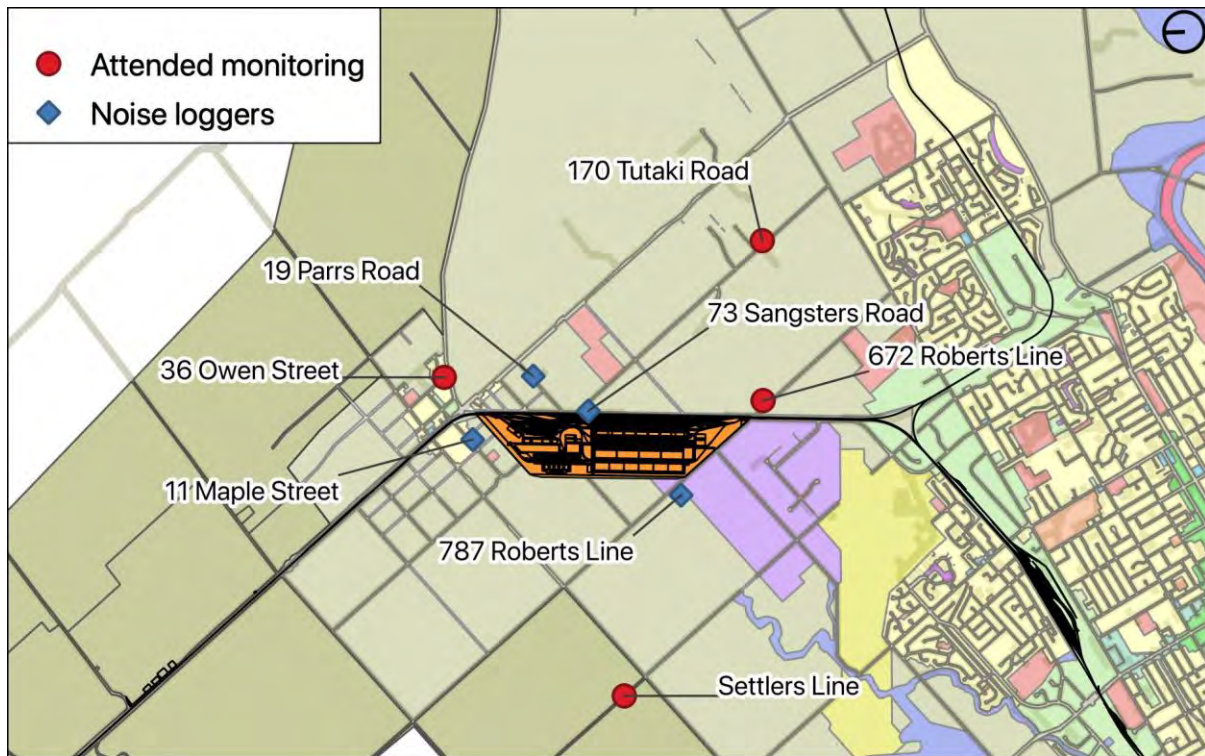 Attended monitoring
Noise loggers
170 Tutaki Road
19 Parrs Road
73 Sangsters Road
36 Owen Street
672 Roberts Line
11 Maple Street
787 Roberts Line
Settlers Line